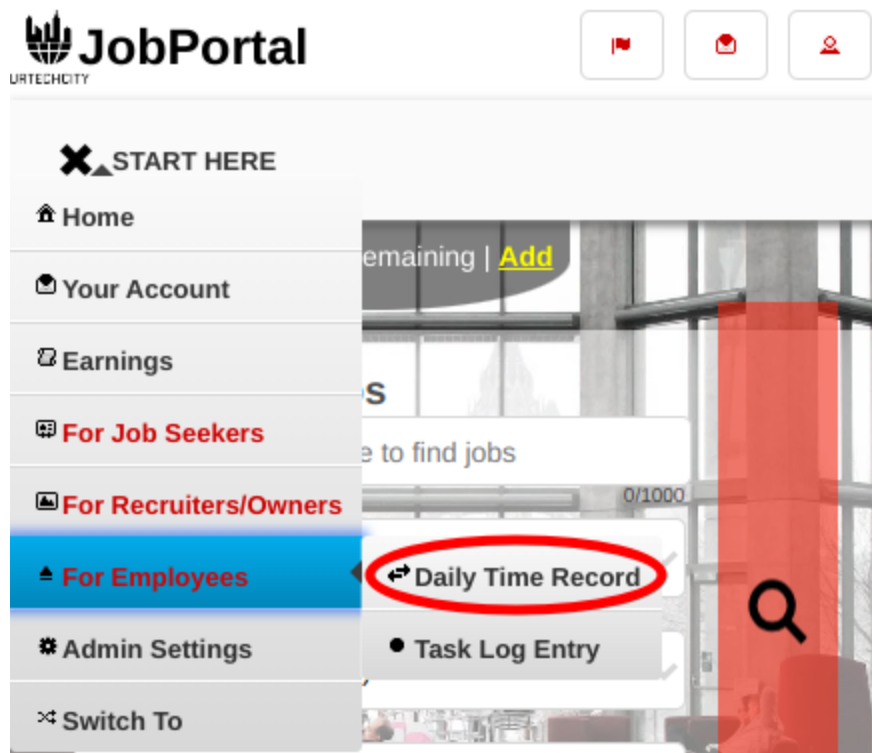 JobPortal
URTECHCITY
START HERE
Home
emaining | Add
Your Account
Earnings
s
For Job Seekers
e to find jobs
For Recruiters/Owners
0/1000
For Employees
Daily Time Record
Admin Settings
Task Log Entry
Switch To